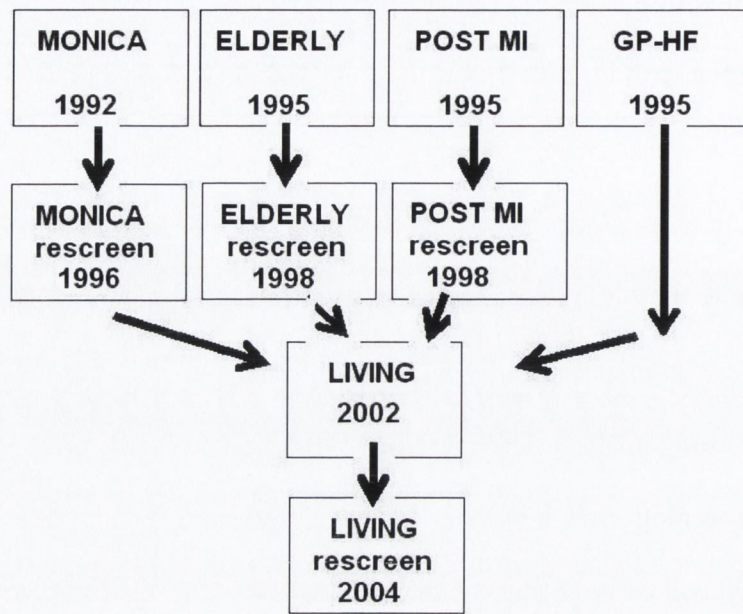 MONICA
1992
ELDERLY
1995
POST MI
1995
GP-HF
1995
MONICA
rescreen
1996
ELDERLY
rescreen
1998
POST MI
rescreen
1998
LIVING
2002
LIVING
rescreen
2004